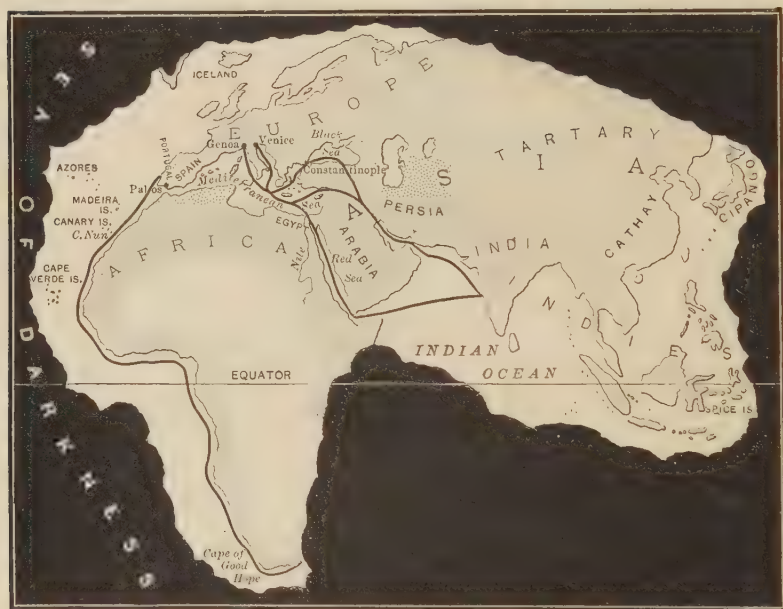 SEA OF DARKNESS
ICELAND
EUROPE
Genoa
Venice
Black
Sea
Constantinople
TARTARY
ASIA
PORTUGAL
SPAIN
AZORES
Palos
Mediterranean
Sea
PERSIA
MADEIRA
IS.
CANARY IS.
C.Nun
EGYPT
ARABIA
INDIA
CATHAY
CIPANGO
AFRICA
Nile
Red
Sea
CAPE
VERDE IS.
INDIES
INDIAN
OCEAN
EQUATOR
SPICE IS.
Cape of
Good
Hope